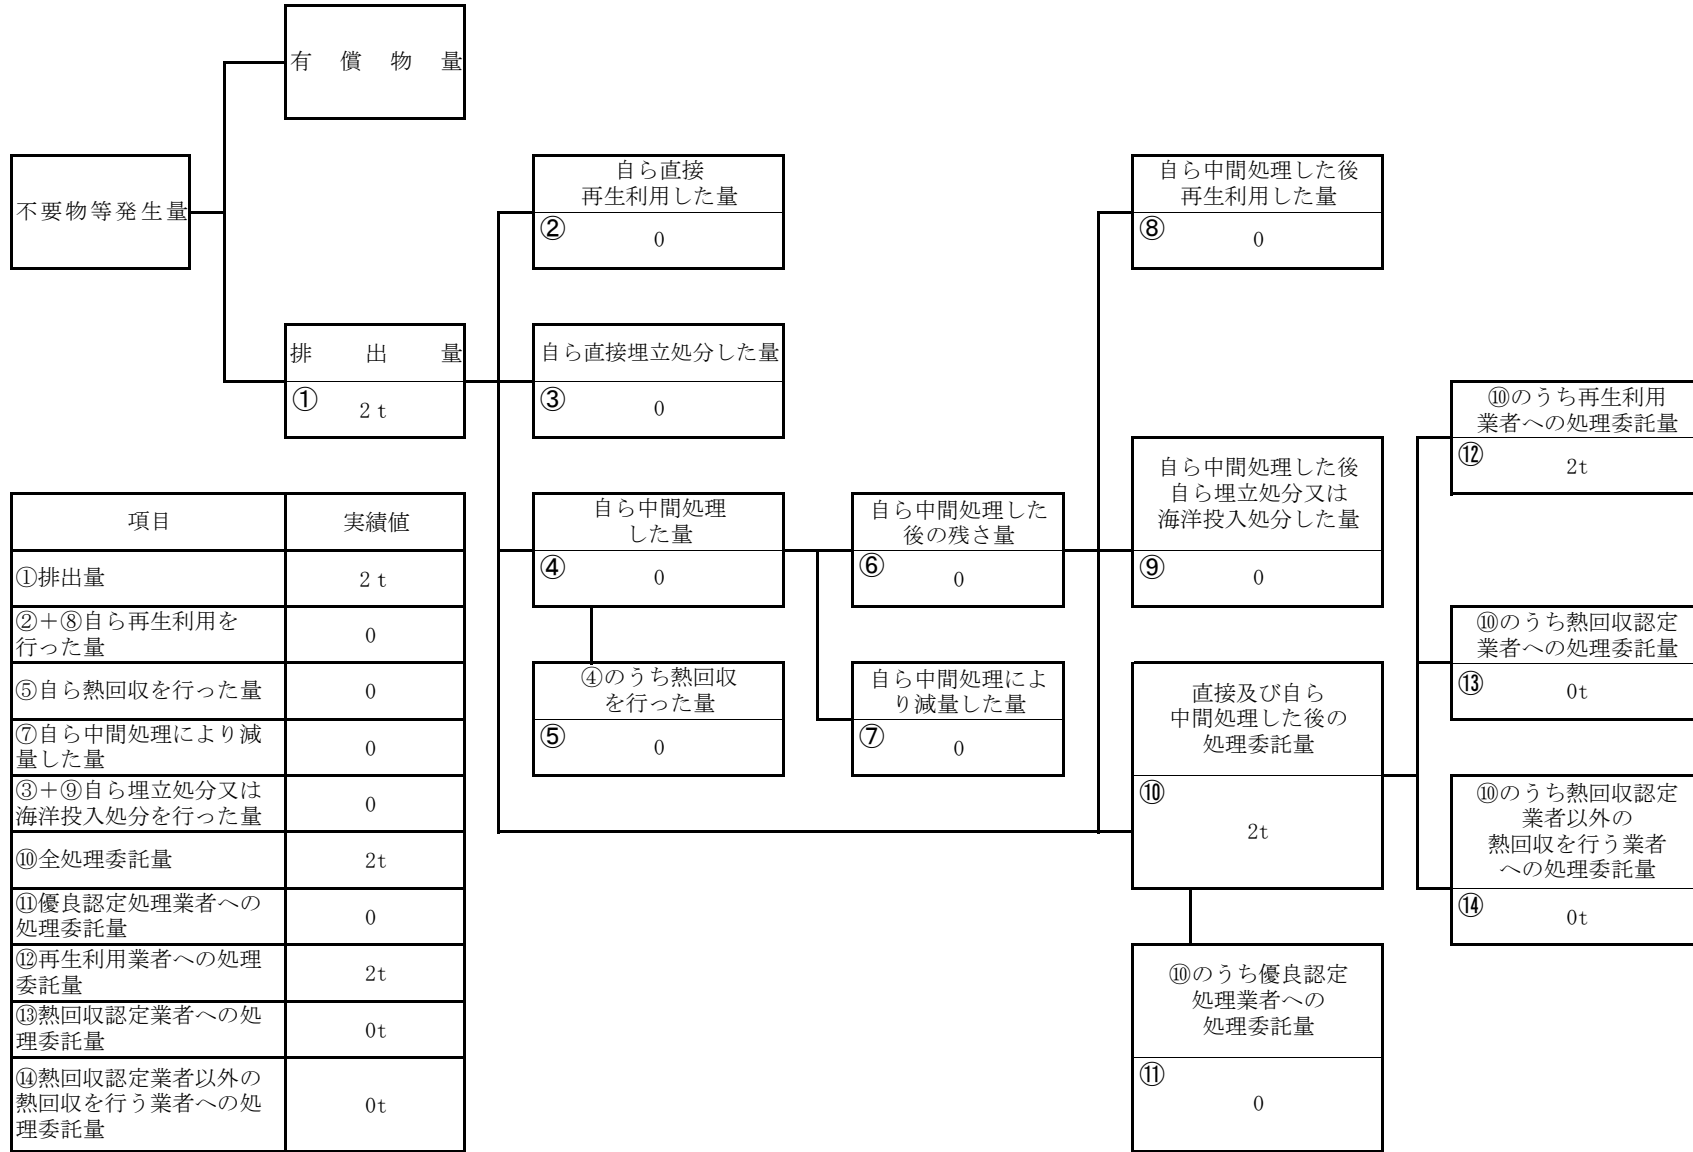 有償物量
不要物等発生量
排出量
① 2 t
自ら直接
再生利用した量
② 0
自ら直接埋立処分した量
③ 0
自ら中間処理
した量
④ 0
④のうち熱回収
を行った量
⑤ 0
自ら中間処理した
後の残さ量
⑥ 0
自ら中間処理によ
り減量した量
⑦ 0
自ら中間処理した後
再生利用した量
⑧ 0
自ら中間処理した後
自ら埋立処分又は
海洋投入処分した量
⑨ 0
直接及び自ら
中間処理した後の
処理委託量
⑩
2t
⑩のうち優良認定
処理業者への
処理委託量
⑪
0
⑩のうち再生利用
業者への処理委託量
⑫ 2t
⑩のうち熱回収認定
業者への処理委託量
⑬ 0t
⑩のうち熱回収認定
業者以外の
熱回収を行う業者
への処理委託量
⑭ 0t
項目 実績値
①排出量 2 t
②＋⑧自ら再生利用を
行った量 0
⑤自ら熱回収を行った量 0
⑦自ら中間処理により減
量した量 0
③＋⑨自ら埋立処分又は
海洋投入処分を行った量 0
⑩全処理委託量 2t
⑪優良認定処理業者への
処理委託量 0
⑫再生利用業者への処理
委託量 2t
⑬熱回収認定業者への処
理委託量 0t
⑭熱回収認定業者以外の
熱回収を行う業者への処
理委託量 0t